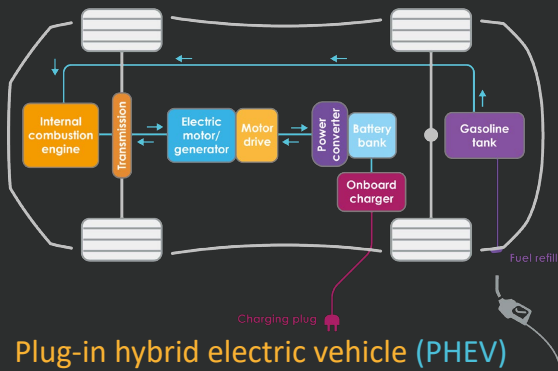 Internal
combustion
engine
Transmission
Electric
motor/
generator
Motor
drive
Power
converter
Battery
bank
Gasoline
tank
Onboard
charger
Fuel refill
Charging plug
Plug-in hybrid electric vehicle (PHEV)